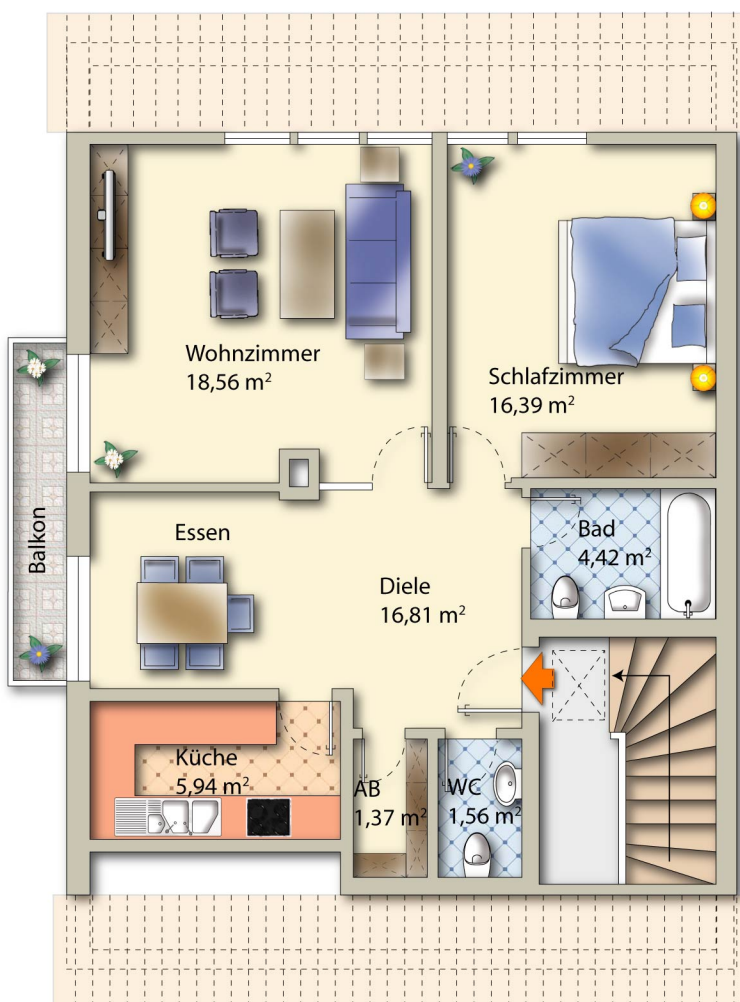 Wohnzimmer
18,56 m²
Schlafzimmer
16,39 m²
Balkon
Essen
Bad
4,42 m²
Diele
16,81 m²
Küche
5,94 m²
AB
1,37 m²
WC
1,56 m²